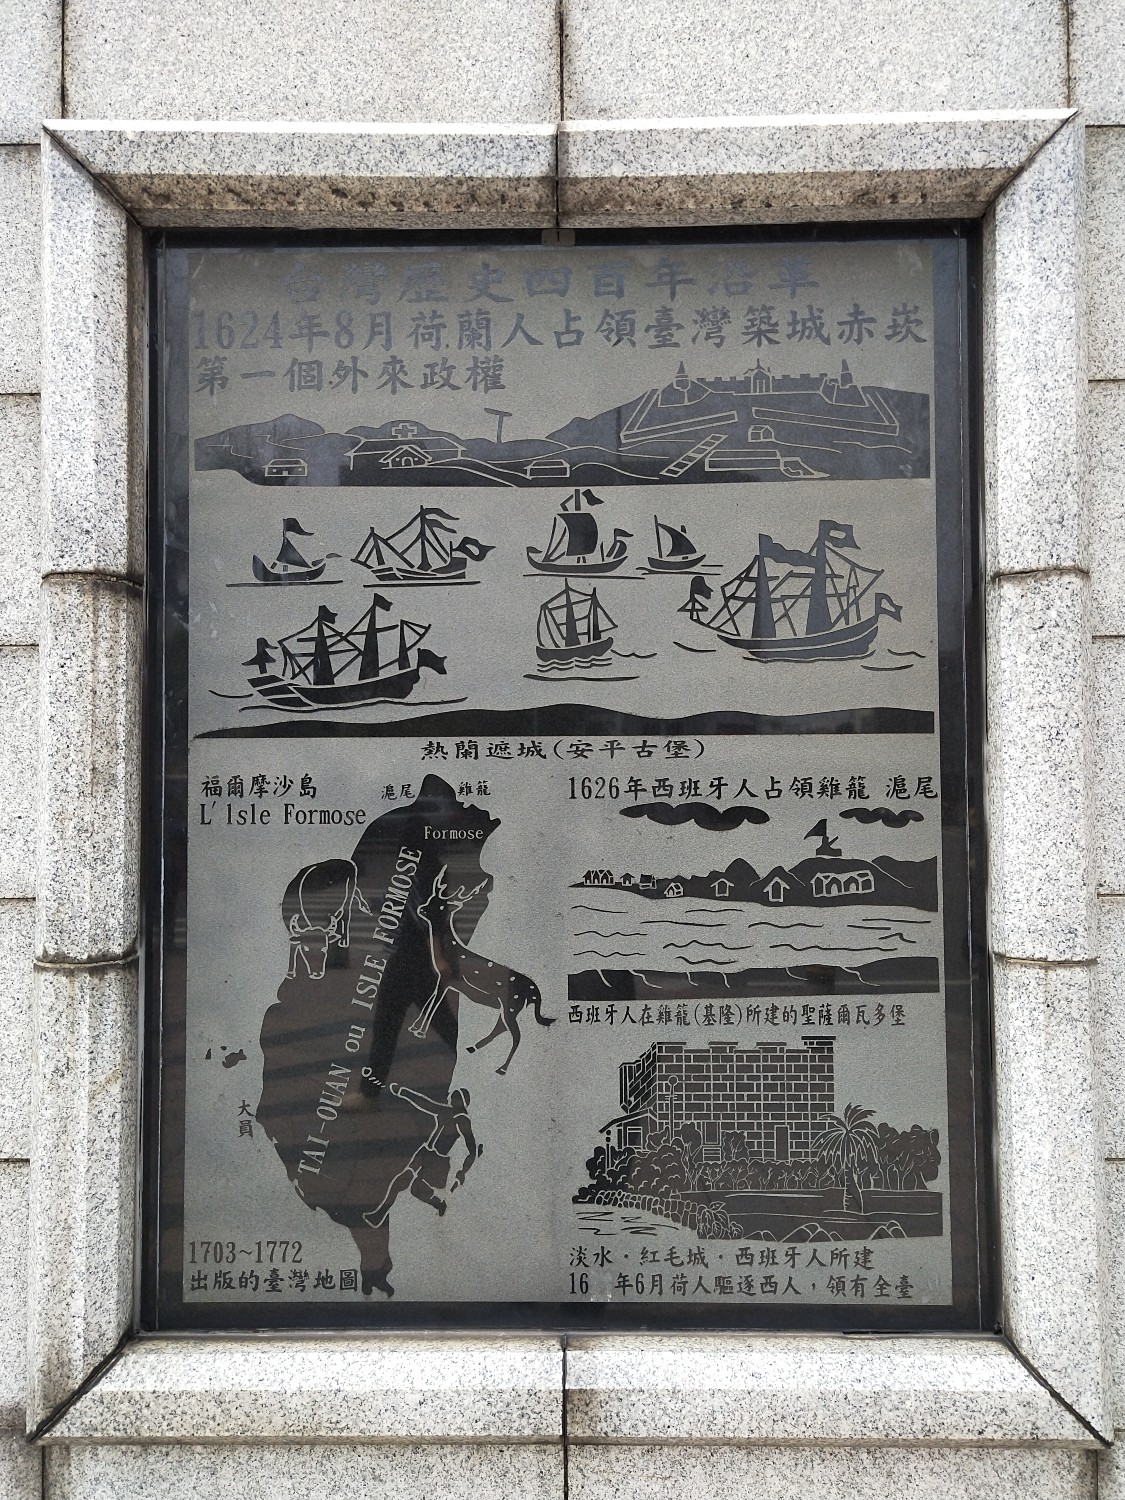 台灣歷史四百年沿革
1624年8月荷蘭人占領臺灣築城赤崁
第一個外來政權
熱蘭遮城(安平古堡)
福爾摩沙島
L' Isle Formose
滬尾
雞籠
Formose
TAI-OUAN ou ISLE FORMOSE
大員
1703~1772
出版的臺灣地圖
1626年西班牙人占領雞籠 滬尾
西班牙人在雞籠(基隆)所建的聖薩爾瓦多堡
淡水·紅毛城·西班牙人所建
16 年6月荷人驅逐西人，領有全臺